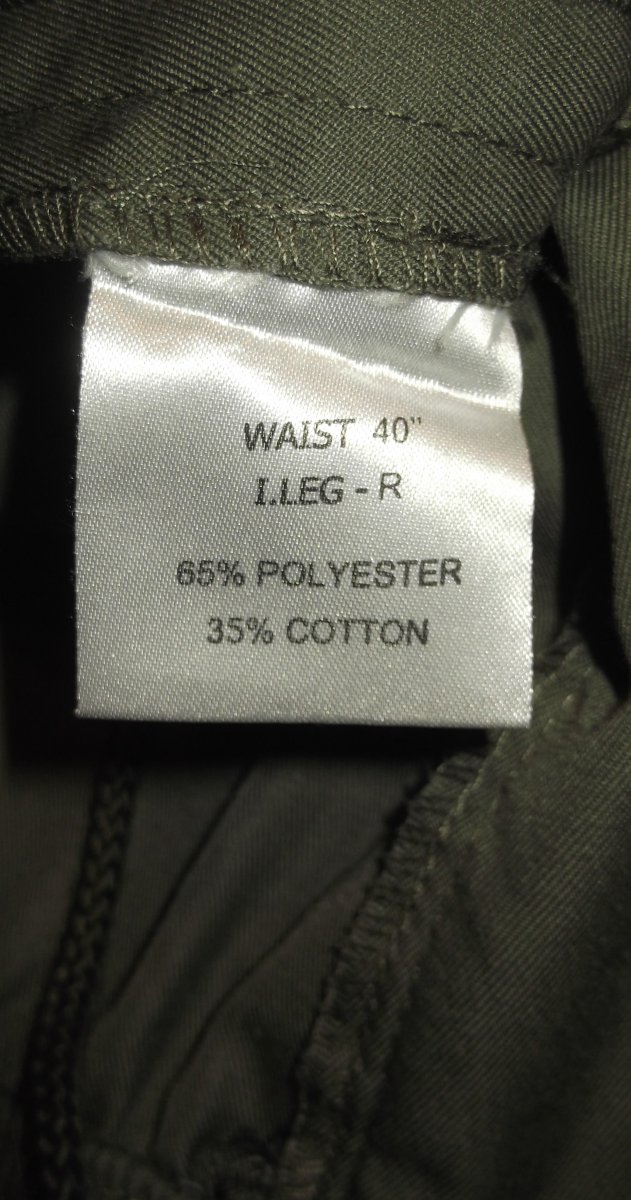 WAIST 40"
I.LEG - R
65% POLYESTER
35% COTTON